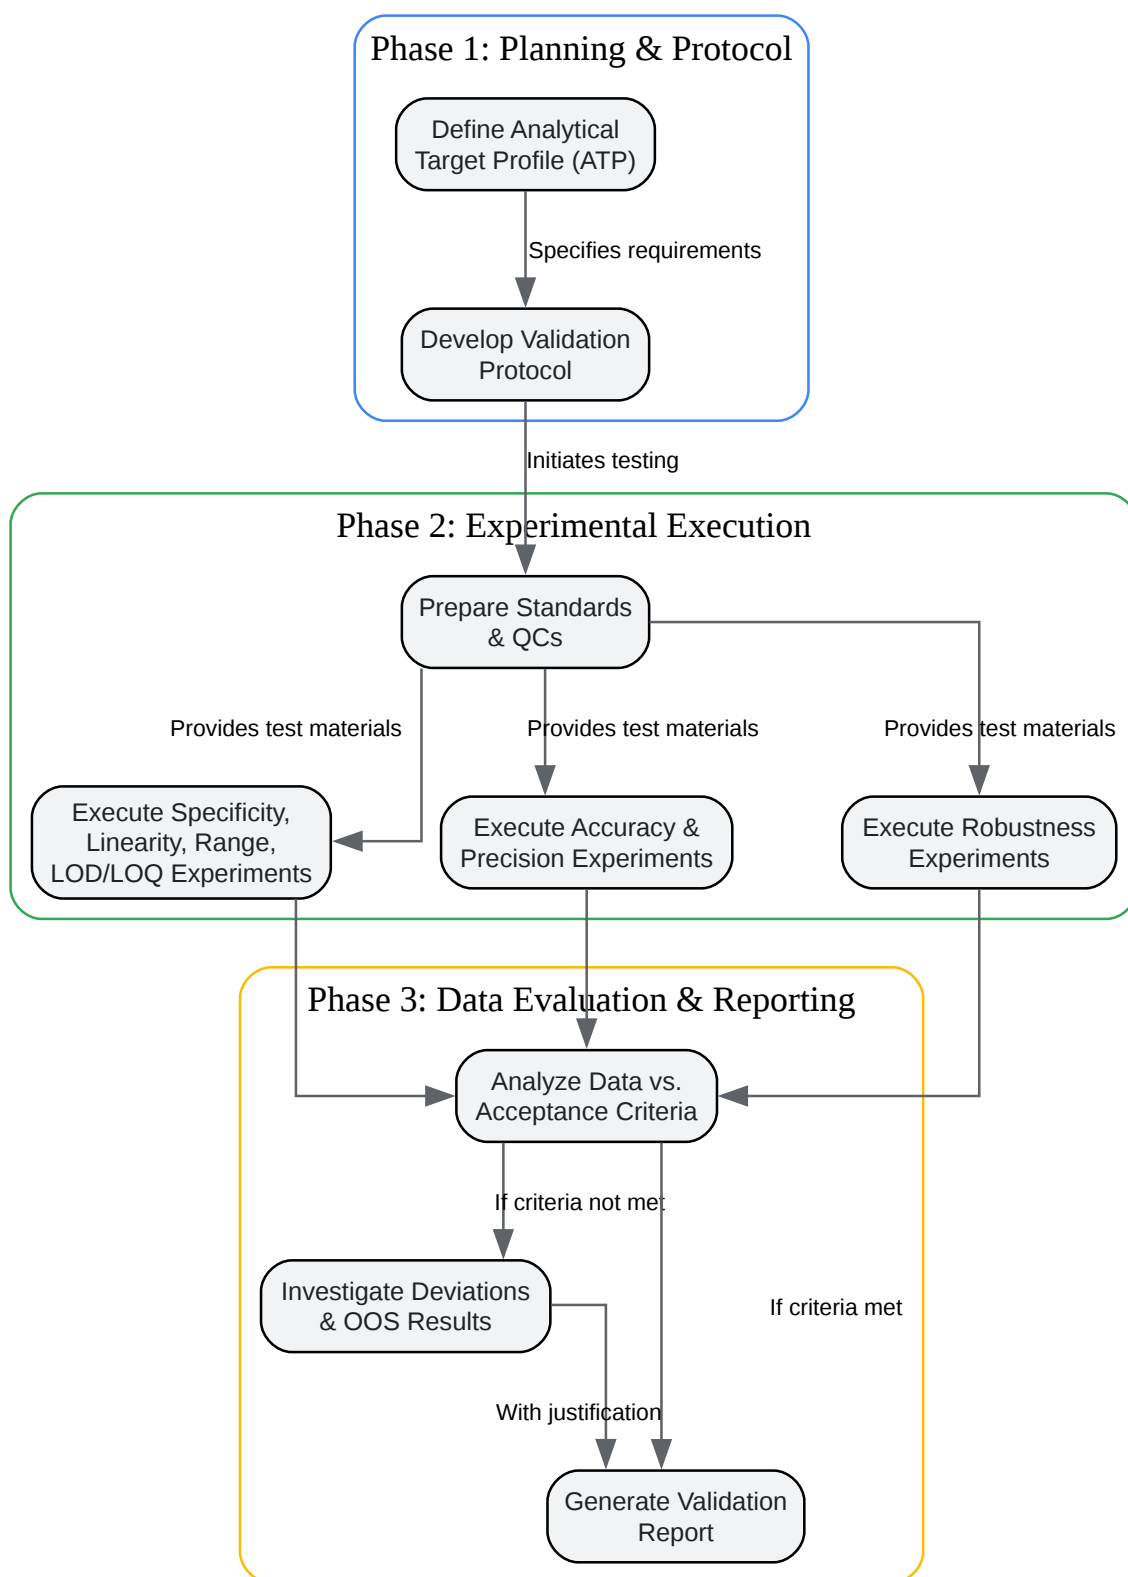 Phase 1: Planning & Protocol
Define Analytical
Target Profile (ATP)
Specifies requirements
Develop Validation
Protocol
Initiates testing
Phase 2: Experimental Execution
Prepare Standards
& QCs
Provides test materials
Provides test materials
Provides test materials
Execute Specificity,
Linearity, Range,
LOD/LOQ Experiments
Execute Accuracy &
Precision Experiments
Execute Robustness
Experiments
Phase 3: Data Evaluation & Reporting
Analyze Data vs.
Acceptance Criteria
If criteria not met
Investigate Deviations
& OOS Results
If criteria met
With justification
Generate Validation
Report